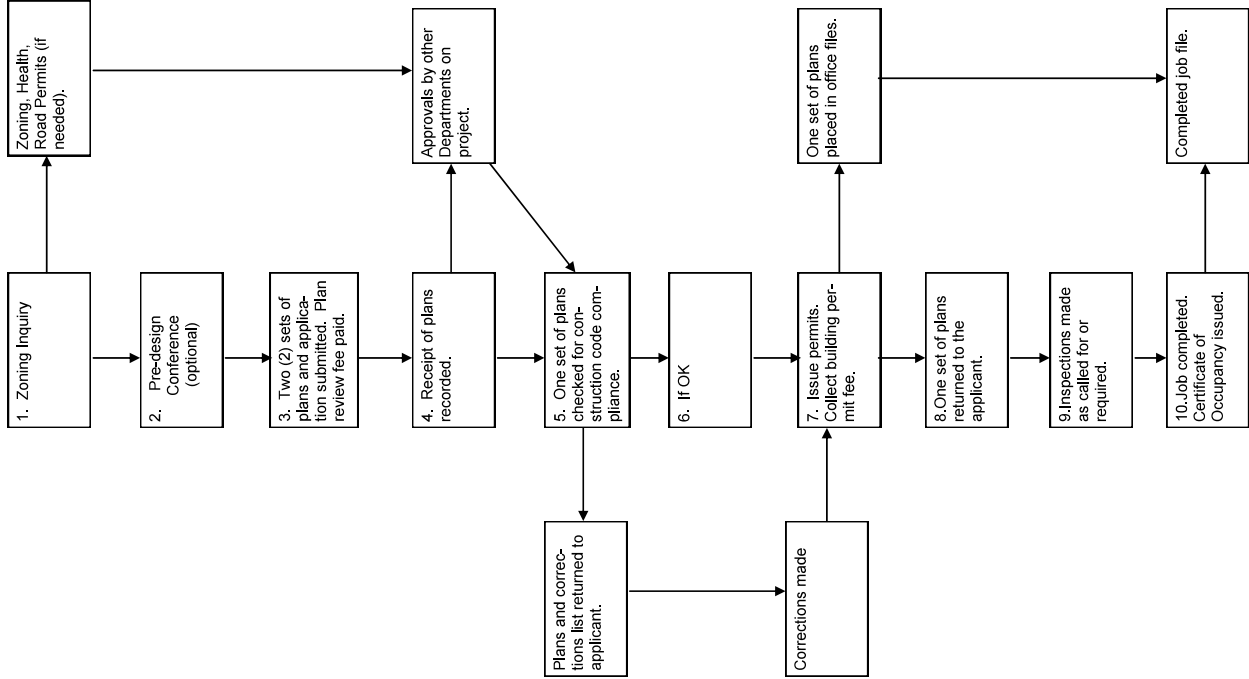 Zoning, Health,
Road Permits (if
needed).
Approvals by other
Departments on
project.
One set of plans
placed in office files.
Completed job file.
1.  Zoning Inquiry
2.  Pre-design
Conference
(optional)
3.  Two (2) sets of
plans and applica-
tion submitted.  Plan
review fee paid.
4.  Receipt of plans
recorded.
5.  One set of plans
checked for con-
struction code com-
pliance.
6.  If OK
7.  Issue permits.
Collect building per-
mit fee.
8.One set of plans
returned to the
applicant.
9.Inspections made
as called for or
required.
10.Job completed.
Certificate of
Occupancy issued.
Plans and correc-
tions list returned to
applicant.
Corrections made